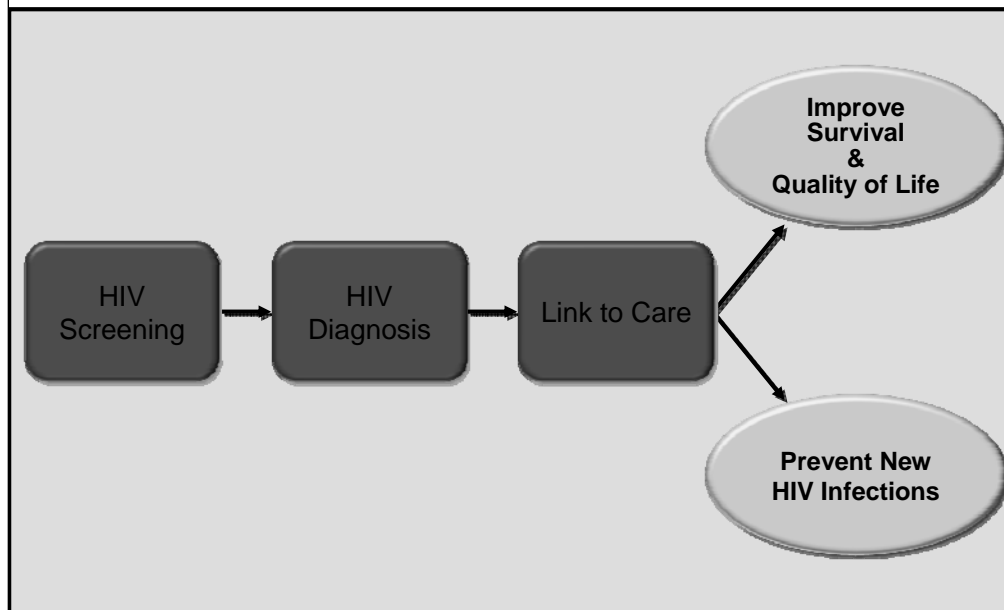 HIV
Screening
HIV
Diagnosis
Link to Care
Improve
Survival
&
Quality of Life
Prevent New
HIV Infections